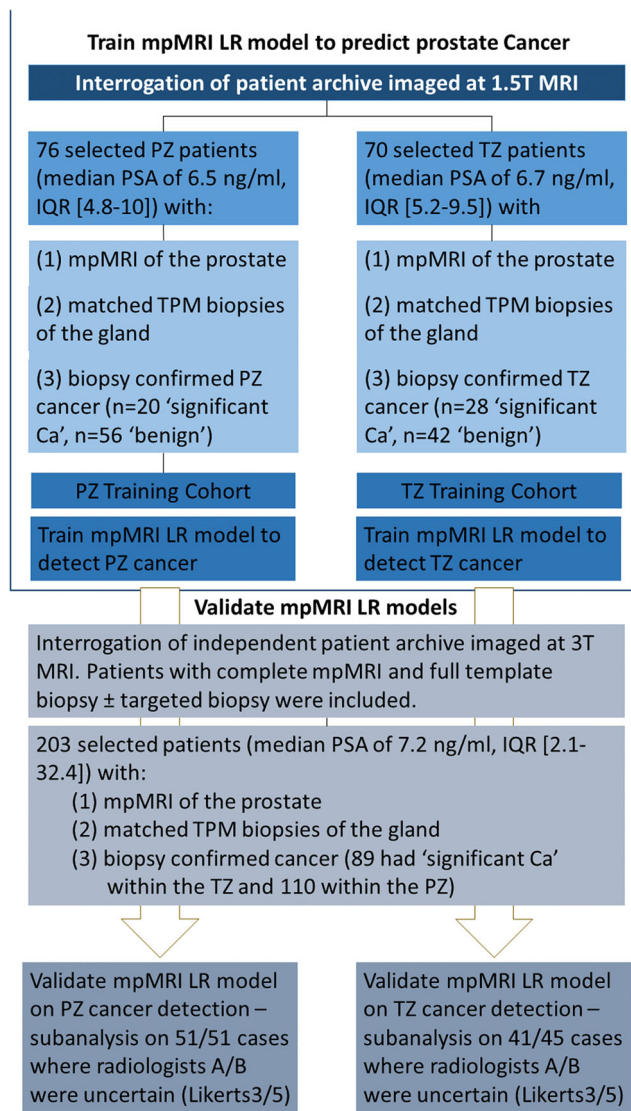 Train mpMRI LR model to predict prostate Cancer
Interrogation of patient archive imaged at 1.5T MRI
76 selected PZ patients
(median PSA of 6.5 ng/ml,
IQR [4.8-10]) with:
(1) mpMRI of the prostate
(2) matched TPM biopsies
of the gland
(3) biopsy confirmed PZ
cancer (n=20 ‘significant
Ca’, n=56 ‘benign’)
PZ Training Cohort
Train mpMRI LR model to
detect PZ cancer
70 selected TZ patients
(median PSA of 6.7 ng/ml,
IQR [5.2-9.5]) with
(1) mpMRI of the prostate
(2) matched TPM biopsies
of the gland
(3) biopsy confirmed TZ
cancer (n=28 ‘significant
Ca’, n=42 ‘benign’)
TZ Training Cohort
Train mpMRI LR model to
detect TZ cancer
Validate mpMRI LR models
Interrogation of independent patient archive imaged at 3T
MRI. Patients with complete mpMRI and full template
biopsy ± targeted biopsy were included.
203 selected patients (median PSA of 7.2 ng/ml, IQR [2.1-
32.4]) with:
(1) mpMRI of the prostate
(2) matched TPM biopsies of the gland
(3) biopsy confirmed cancer (89 had ‘significant Ca’
within the TZ and 110 within the PZ)
Validate mpMRI LR model
on PZ cancer detection –
subanalysis on 51/51 cases
where radiologists A/B
were uncertain (Likerts3/5)
Validate mpMRI LR model
on TZ cancer detection –
subanalysis on 41/45 cases
where radiologists A/B
were uncertain (Likerts3/5)